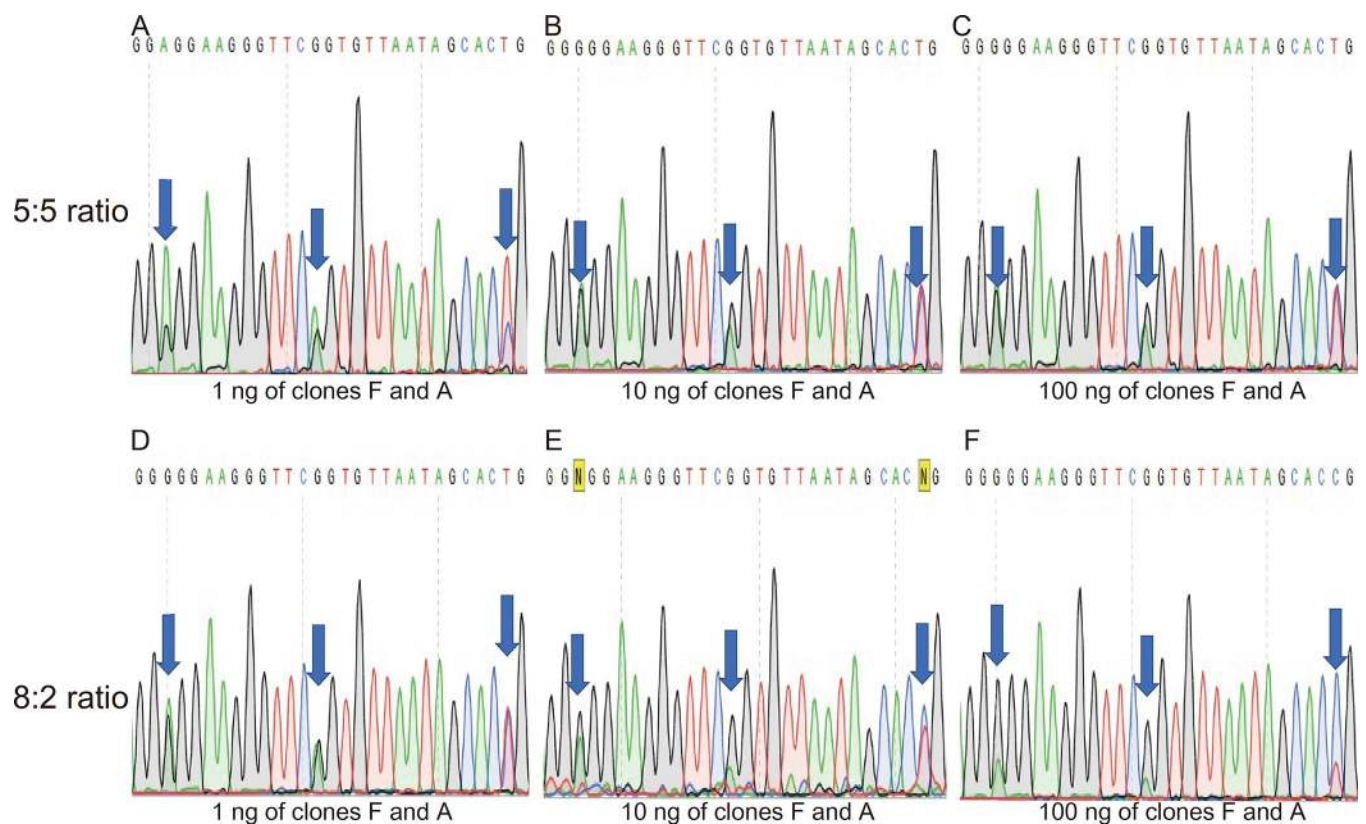 A
GGAGGAAGGGTTCGGTGTTAATAGCACTG
B
GGGGGAAGGGTTCGGTGTTAATAGCACTG
C
GGGGGAAGGGTTCGGTGTTAATAGCACTG
5:5 ratio
1 ng of clones F and A
10 ng of clones F and A
100 ng of clones F and A
D
GGGGGAAGGGTTCGGTGTTAATAGCACTG
E
GGNGGAAGGGTTCGGTGTTAATAGCACNG
F
GGGGGAAGGGTTCGGTGTTAATAGCACCG
8:2 ratio
1 ng of clones F and A
10 ng of clones F and A
100 ng of clones F and A